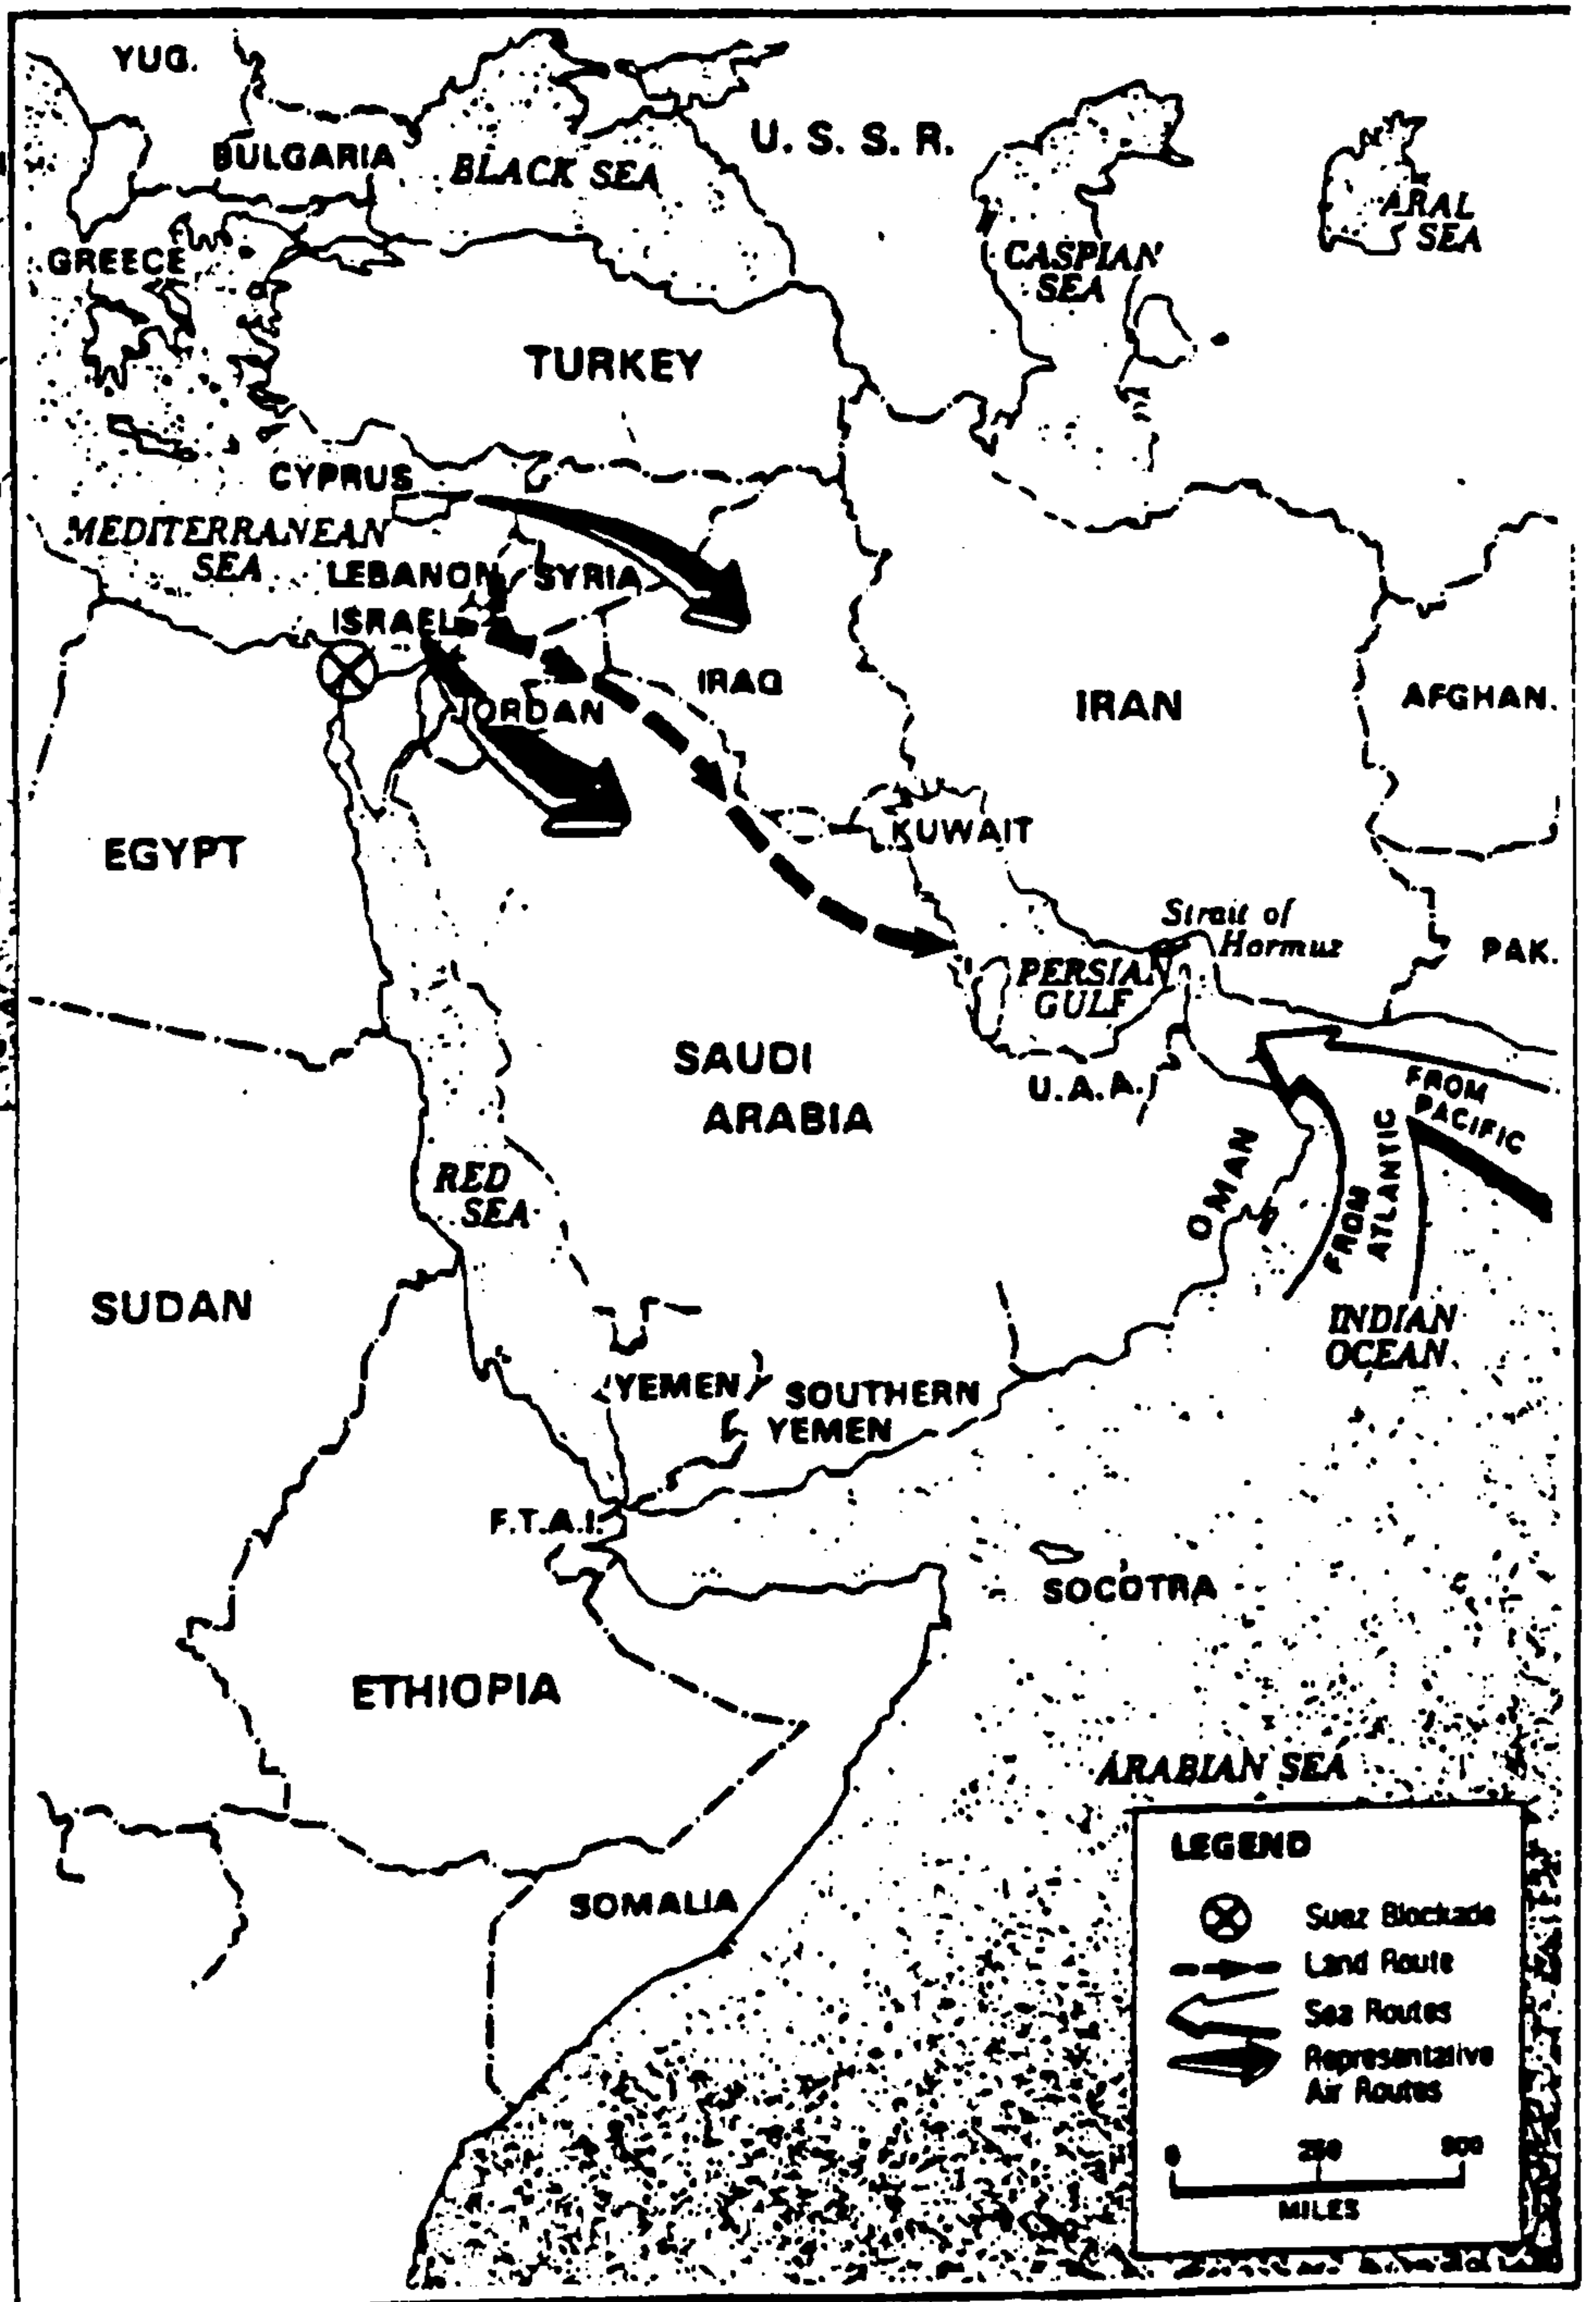 YUG.
BULGARIA
BLACK SEA
U. S. S. R.
ARAL
SEA
GREECE
CASPIAN
SEA
TURKEY
CYPRUS
MEDITERRANEAN
SEA
LEBANON
SYRIA
ISRAEL
IRAQ
JORDAN
IRAN
AFGHAN.
EGYPT
KUWAIT
Strait of
Hormuz
PAK.
PERSIAN
GULF
SAUDI
ARABIA
U.A.A.
FROM
PACIFIC
FROM
ATLANTIC
OMAN
RED
SEA
SUDAN
INDIAN
OCEAN
YEMEN
SOUTHERN
YEMEN
F.T.A.I.
SOCOTRA
ETHIOPIA
ARABIAN SEA
SOMALIA
LEGEND
Suez Blockade
Land Route
Sea Routes
Representative
Air Routes
0 250 500
MILES